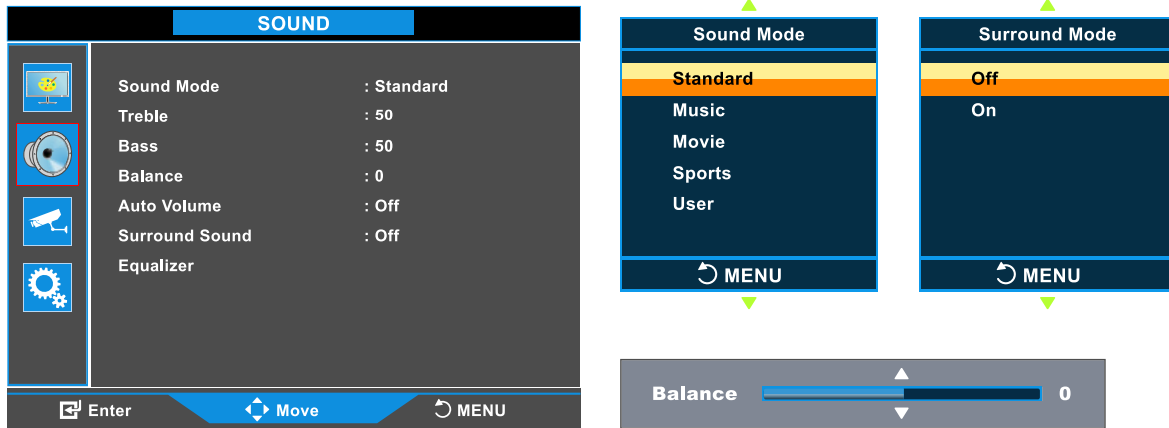 SOUND
Sound Mode : Standard
Treble : 50
Bass : 50
Balance : 0
Auto Volume : Off
Surround Sound : Off
Equalizer
Enter Move MENU
Sound Mode
Standard
Music
Movie
Sports
User
MENU
Surround Mode
Off
On
MENU
Balance 0